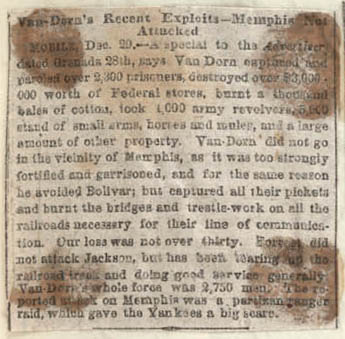 Van-Dorn's Recent Exploits—Memphis Not
Attacked
MOBILE, Dec. 29.—A special to the Advertiser
dated Grenada 28th, says Van Dorn captured and
paroled over 2,300 prisoners, destroyed over $3,000-
000 worth of Federal stores, burnt a thousand
bales of cotton, took 4,000 army revolvers,
stand of small arms, horses and mules, and a large
amount of other property. Van-Dorn did not go
in the vicinity of Memphis, as it was too strongly
fortified and garrisoned, and for the same reason
he avoided Bolivar; but captured all their pickets
and burnt the bridges and trestle-work on all the
railroads necessary for their line of communica-
tion. Our loss was not over thirty. Forrest did
not attack Jackson, but has been tearing up the
railroad track and doing good service generally
Van-Dorn's whole force was 2,750 men. The re-
ported attack on Memphis was a partizan ranger
raid, which gave the Yankees a big scare.